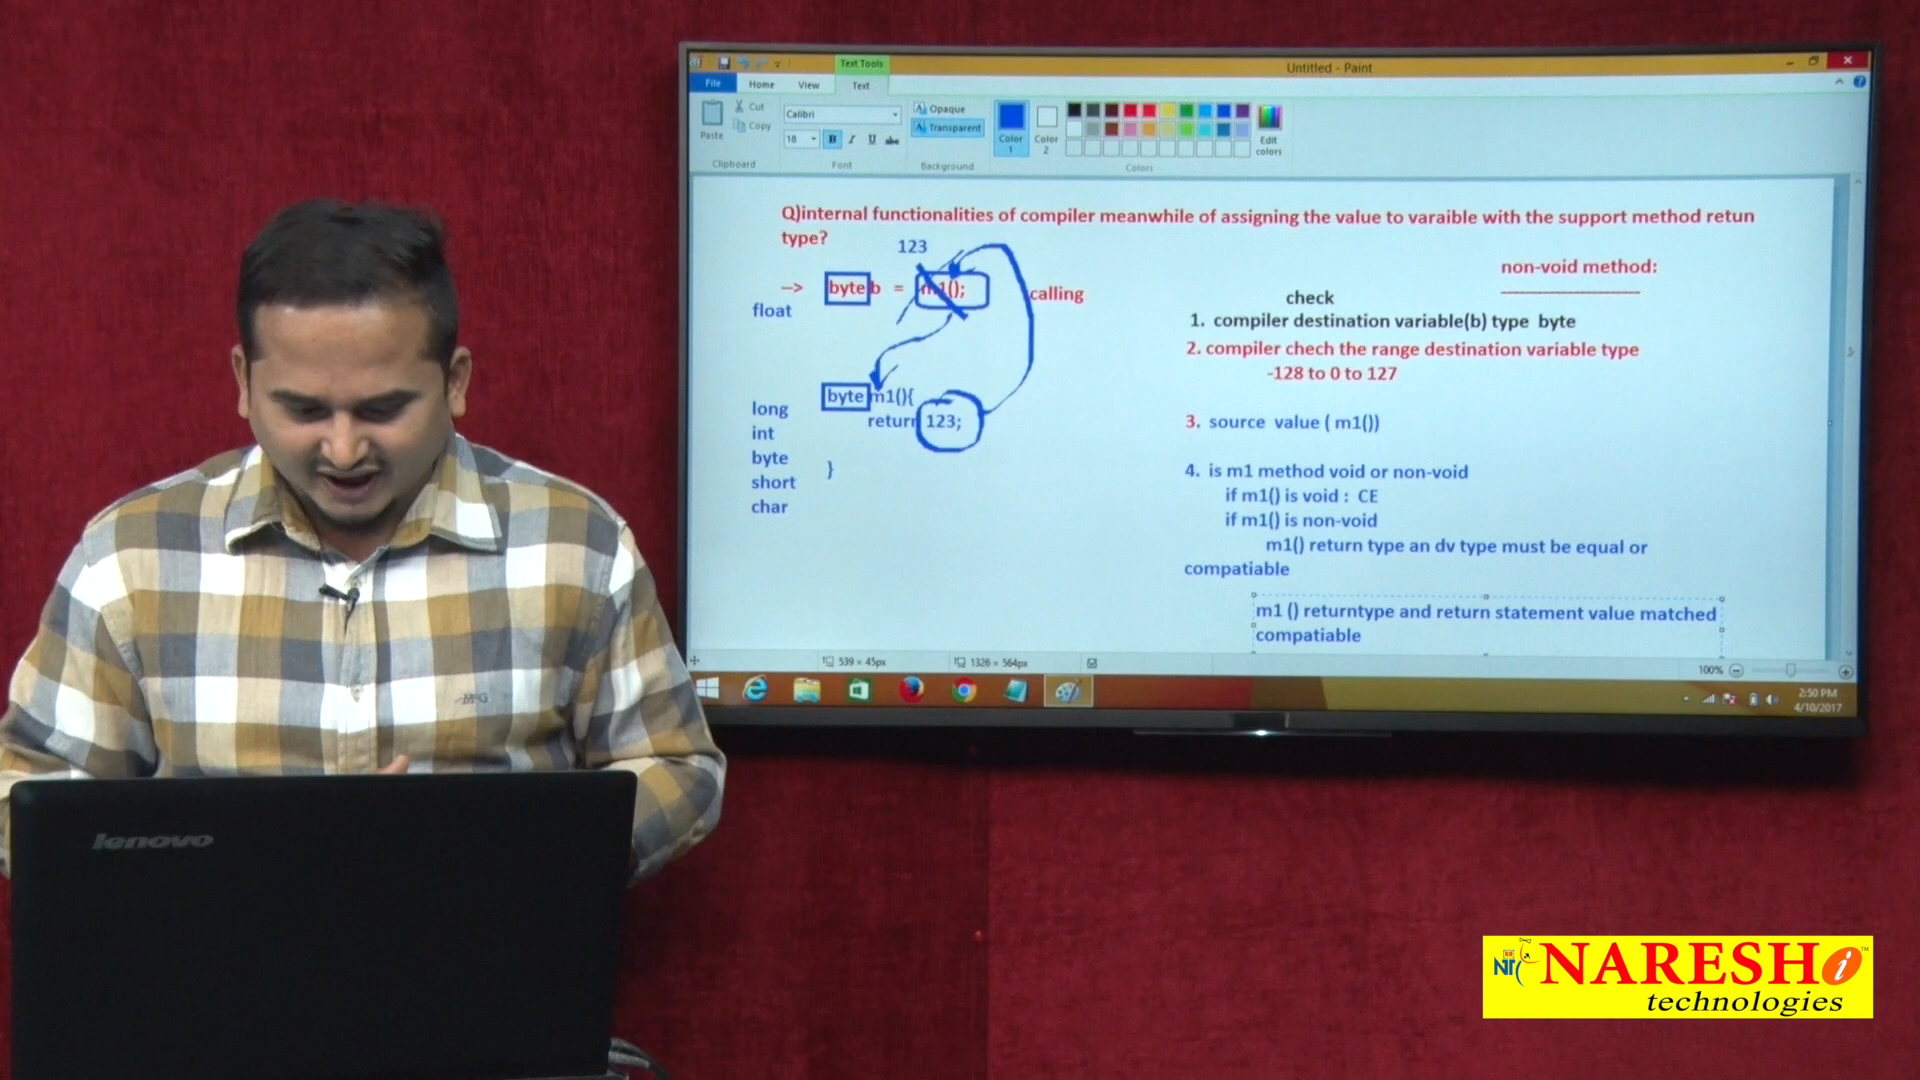 Text Tools
Untitled - Paint
File
Home
View
Text
Paste
Cut
Copy
Calibri
18
B I U abc
Opaque
Transparent
Color 1
Color 2
Edit colors
Clipboard
Font
Background
Colors
Q)internal functionalities of compiler meanwhile of assigning the value to varaible with the support method retun
type?
123
--> byte b = m1(); calling
float
byte m1(){
return 123;
}
long
int
byte
short
char
non-void method:
check
1. compiler destination variable(b) type byte
2. compiler chech the range destination variable type
-128 to 0 to 127
3. source value ( m1())
4. is m1 method void or non-void
if m1() is void : CE
if m1() is non-void
m1() return type an dv type must be equal or
compatiable
m1 () returntype and return statement value matched
compatiable
539 × 45px
1326 × 564px
100%
2:50 PM
4/10/2017
McG
lenovo
NT
NARESH i ™
technologies